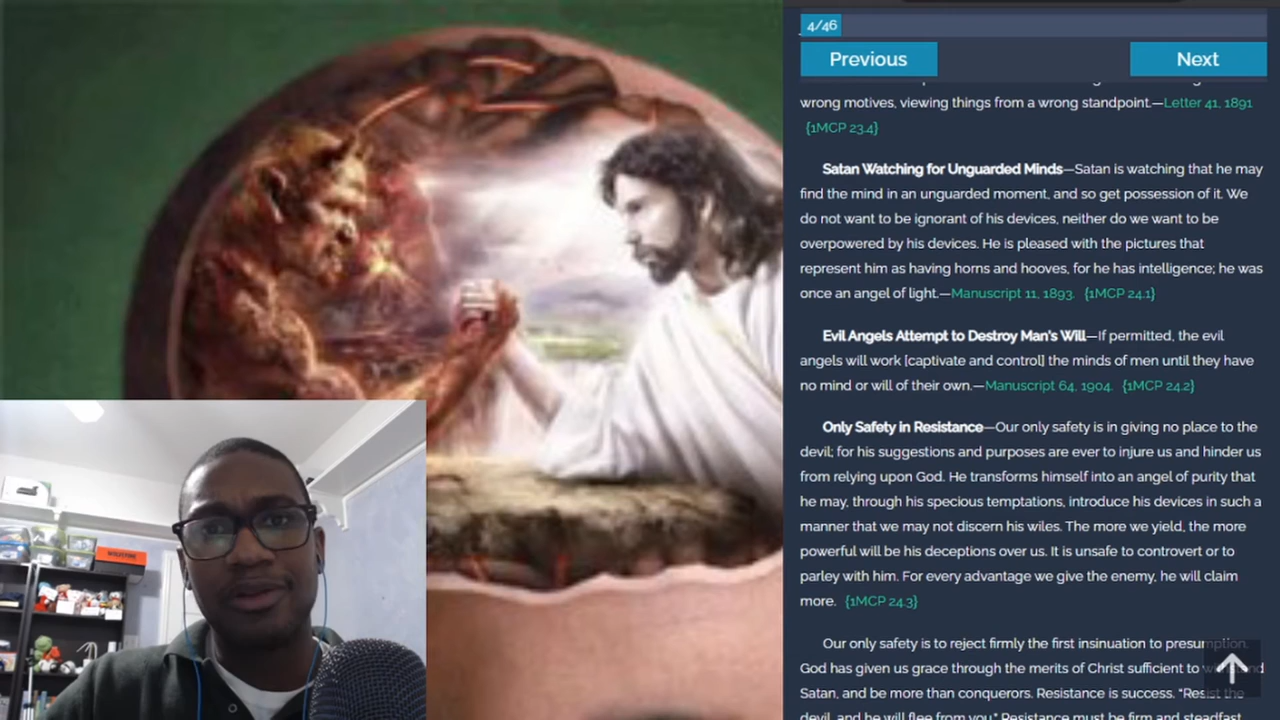 4/46
Previous
Next
wrong motives, viewing things from a wrong standpoint.—Letter 41, 1891
{1MCP 23.4}
Satan Watching for Unguarded Minds—Satan is watching that he may
find the mind in an unguarded moment, and so get possession of it. We
do not want to be ignorant of his devices, neither do we want to be
overpowered by his devices. He is pleased with the pictures that
represent him as having horns and hooves, for he has intelligence; he was
once an angel of light.—Manuscript 11, 1893. {1MCP 24.1}
Evil Angels Attempt to Destroy Man's Will—If permitted, the evil
angels will work [captivate and control] the minds of men until they have
no mind or will of their own.—Manuscript 64, 1904. {1MCP 24.2}
Only Safety in Resistance—Our only safety is in giving no place to the
devil; for his suggestions and purposes are ever to injure us and hinder us
from relying upon God. He transforms himself into an angel of purity that
he may, through his specious temptations, introduce his devices in such a
manner that we may not discern his wiles. The more we yield, the more
powerful will be his deceptions over us. It is unsafe to controvert or to
parley with him. For every advantage we give the enemy, he will claim
more. {1MCP 24.3}
Our only safety is to reject firmly the first insinuation to presumption.
God has given us grace through the merits of Christ sufficient to
Satan, and be more than conquerors. Resistance is success. "Resist the
devil, and he will flee from you." Resistance must be firm and steadfast.